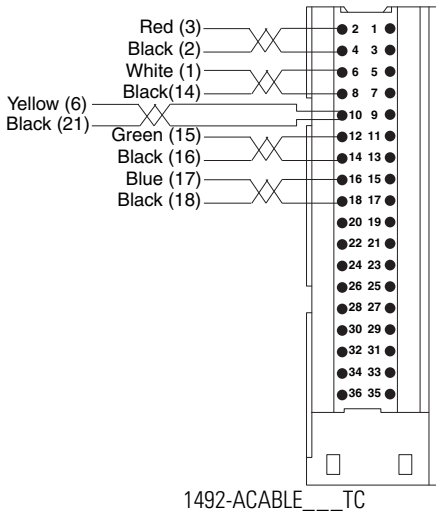 Red (3) 2 1
Black (2) 4 3
White (1) 6 5
Black(14) 8 7
Yellow (6) 10 9
Black (21)
Green (15) 12 11
Black (16) 14 13
Blue (17) 16 15
Black (18) 18 17
20 19
22 21
24 23
26 25
28 27
30 29
32 31
34 33
36 35
1492-ACABLE___TC